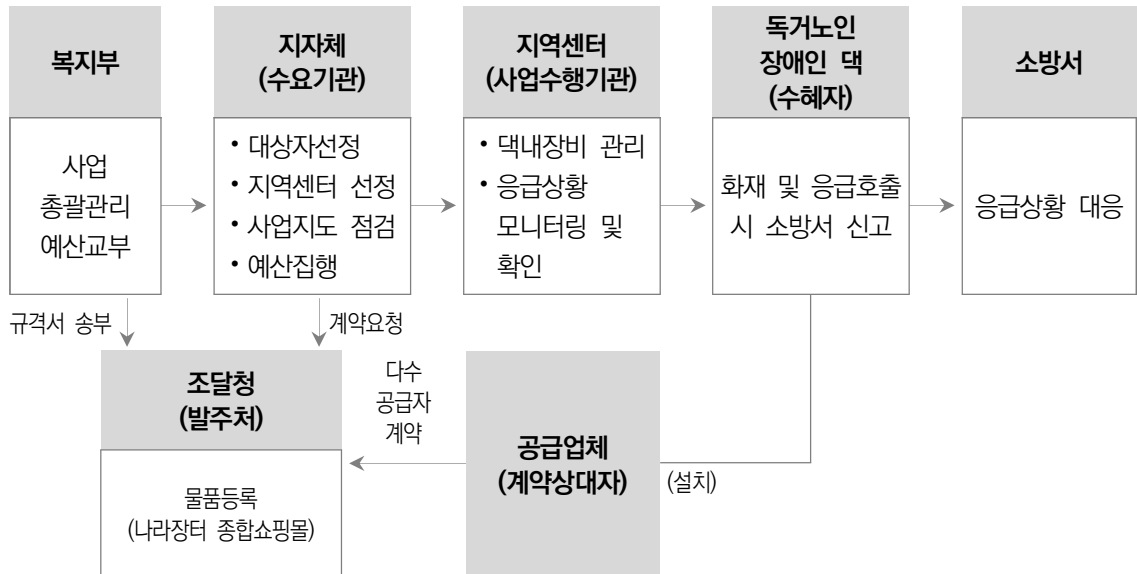 복지부
사업
총괄관리
예산교부
지자체
(수요기관)
• 대상자선정
• 지역센터 선정
• 사업지도 점검
• 예산집행
지역센터
(사업수행기관)
• 댁내장비 관리
• 응급상황
모니터링 및
확인
독거노인
장애인 댁
(수혜자)
화재 및 응급호출
시 소방서 신고
소방서
응급상황 대응
규격서 송부
계약요청
조달청
(발주처)
물품등록
(나라장터 종합쇼핑몰)
다수
공급자
계약
공급업체
(계약상대자)
(설치)